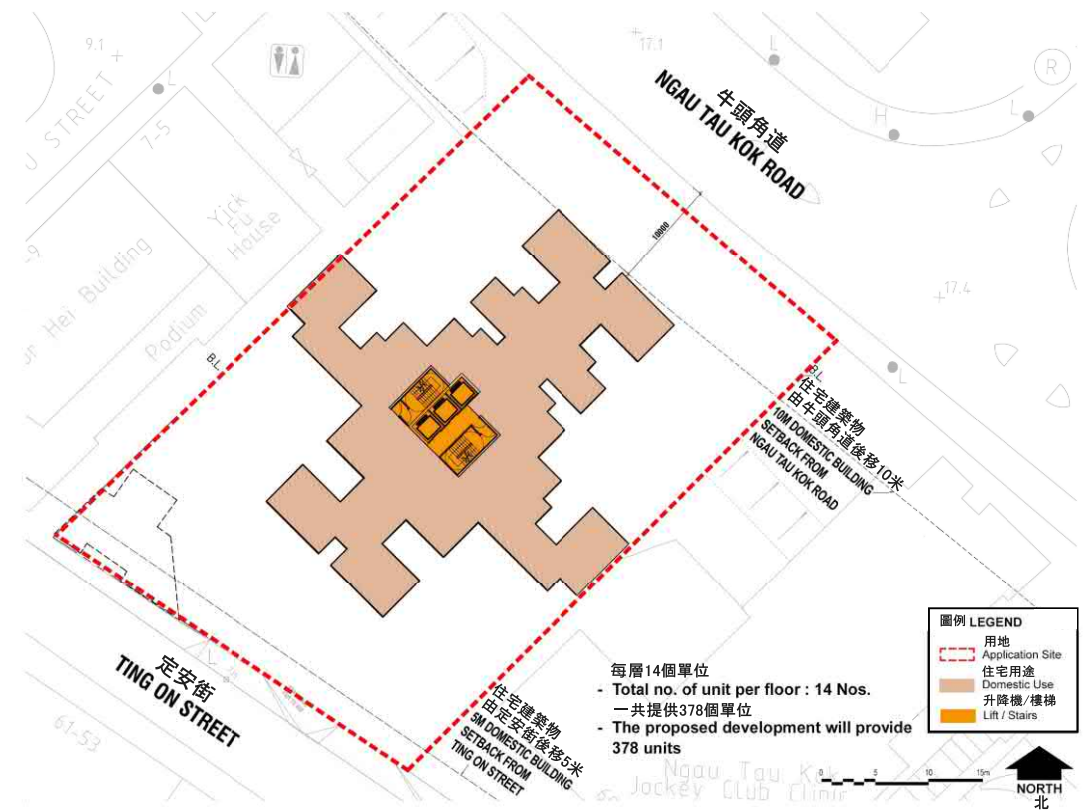 9.1
17.1
L
L
R
牛頭角道
NGAU TAU KOK ROAD
L
H
L
U STREET
7-5
Yick
Fu
House
10000
-9
17.4
or Hei Building
Podium
B.L.
B.L.
L
住宅建築物
由牛頭角道後移10米
10M DOMESTIC BUILDING
SETBACK FROM
NGAU TAU KOK ROAD
定安街
TING ON STREET
L
61-53
住宅建築物
由定安街後移5米
5M DOMESTIC BUILDING
SETBACK FROM
TING ON STREET
每層14個單位
- Total no. of unit per floor : 14 Nos.
一共提供378個單位
- The proposed development will provide
378 units
Ngau Tau Kok
Jockey Club Clinic
圖例 LEGEND
用地
Application Site
住宅用途
Domestic Use
升降機/樓梯
Lift / Stairs
0 5 10 15m
NORTH
北